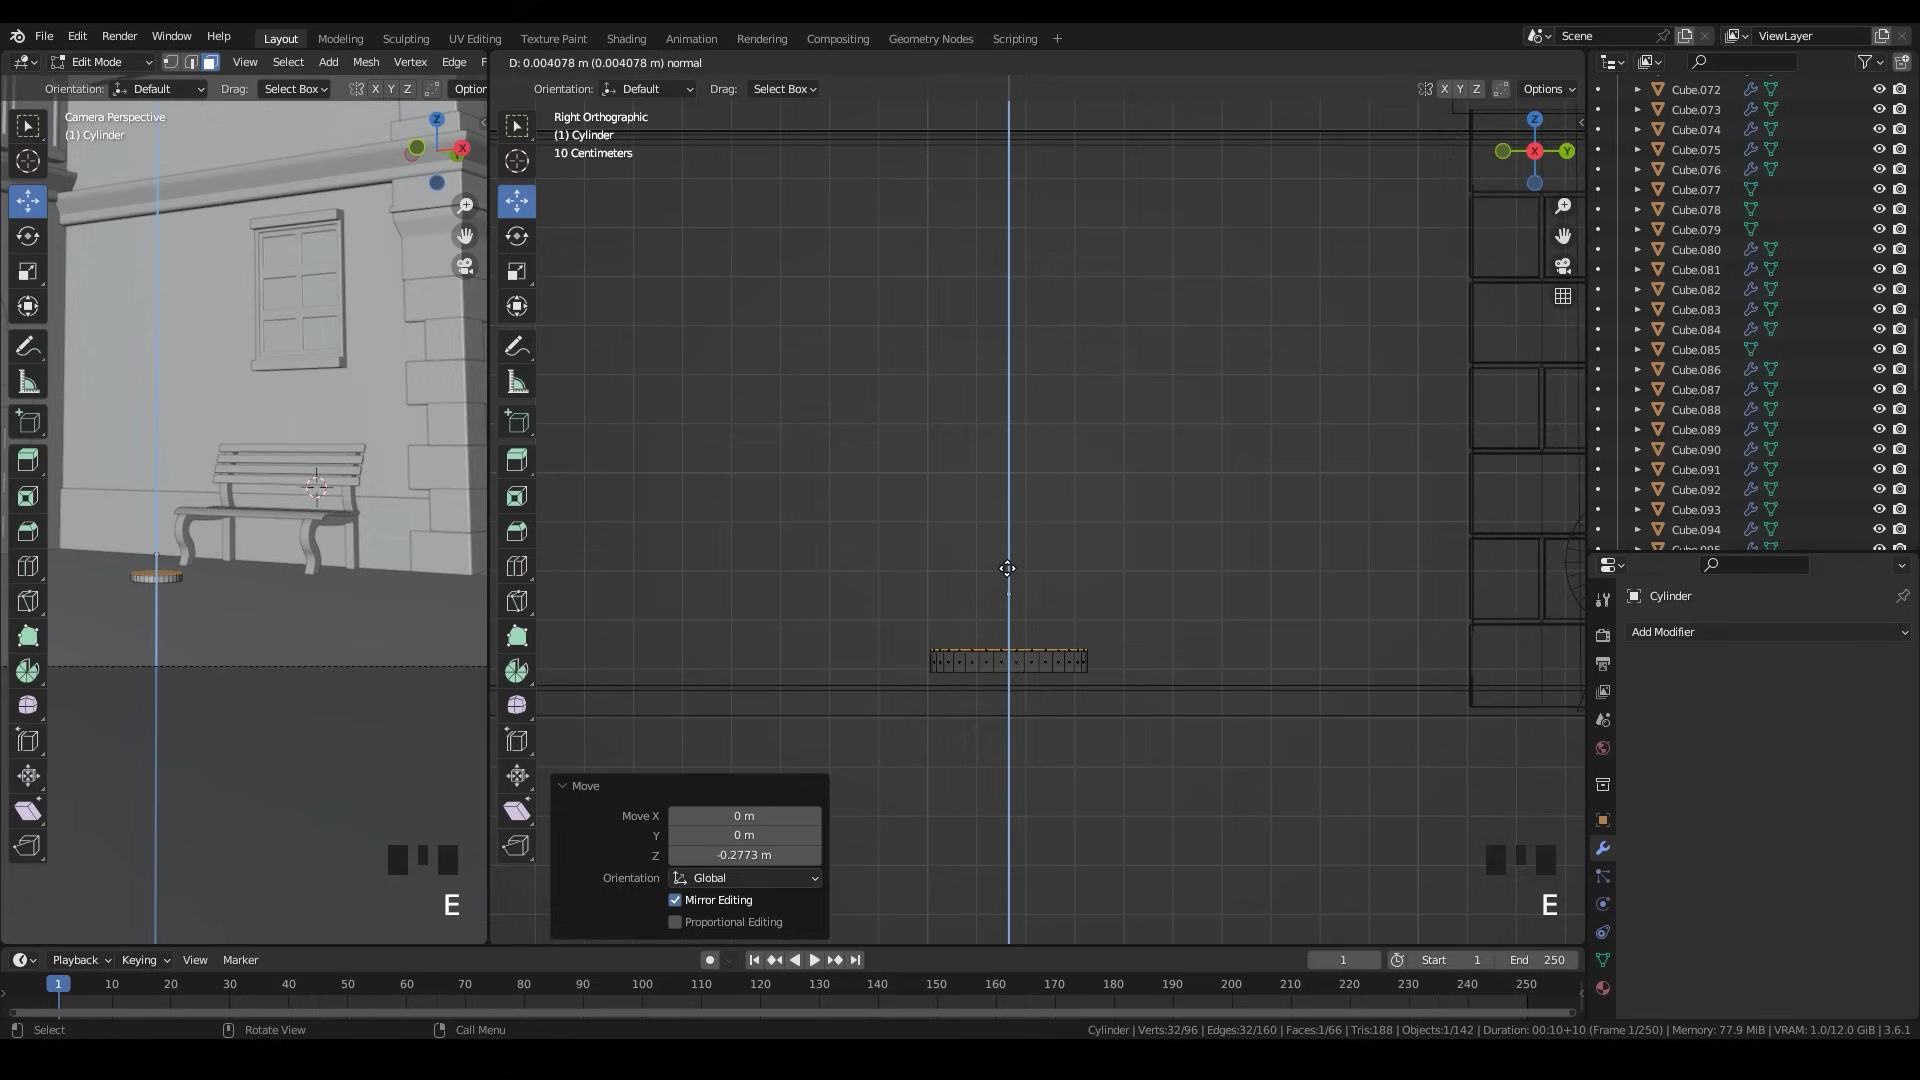 File Edit Render Window Help
Layout Modeling Sculpting UV Editing Texture Paint Shading Animation Rendering Compositing Geometry Nodes Scripting +
Scene ViewLayer
Edit Mode View Select Add Mesh Vertex Edge F
D: 0.004078 m (0.004078 m) normal
Orientation: Default Drag: Select Box X Y Z Option
Orientation: Default Drag: Select Box X Y Z Options
Camera Perspective
(1) Cylinder
Z
X
Right Orthographic
(1) Cylinder
10 Centimeters
Z
X
Y
Cube.072
Cube.073
Cube.074
Cube.075
Cube.076
Cube.077
Cube.078
Cube.079
Cube.080
Cube.081
Cube.082
Cube.083
Cube.084
Cube.085
Cube.086
Cube.087
Cube.088
Cube.089
Cube.090
Cube.091
Cube.092
Cube.093
Cube.094
Cube.095
Cylinder
Add Modifier
Move
Move X 0 m
Y 0 m
Z -0.2773 m
Orientation Global
Mirror Editing
Proportional Editing
E
E
Playback Keying View Marker
1 Start 1 End 250
1 10 20 30 40 50 60 70 80 90 100 110 120 130 140 150 160 170 180 190 200 210 220 230 240 250
Select Rotate View Call Menu
Cylinder | Verts:32/96 | Edges:32/160 | Faces:1/66 | Tris:188 | Objects:1/142 | Duration: 00:10+10 (Frame 1/250) | Memory: 77.9 MiB | VRAM: 1.0/12.0 GiB | 3.6.1